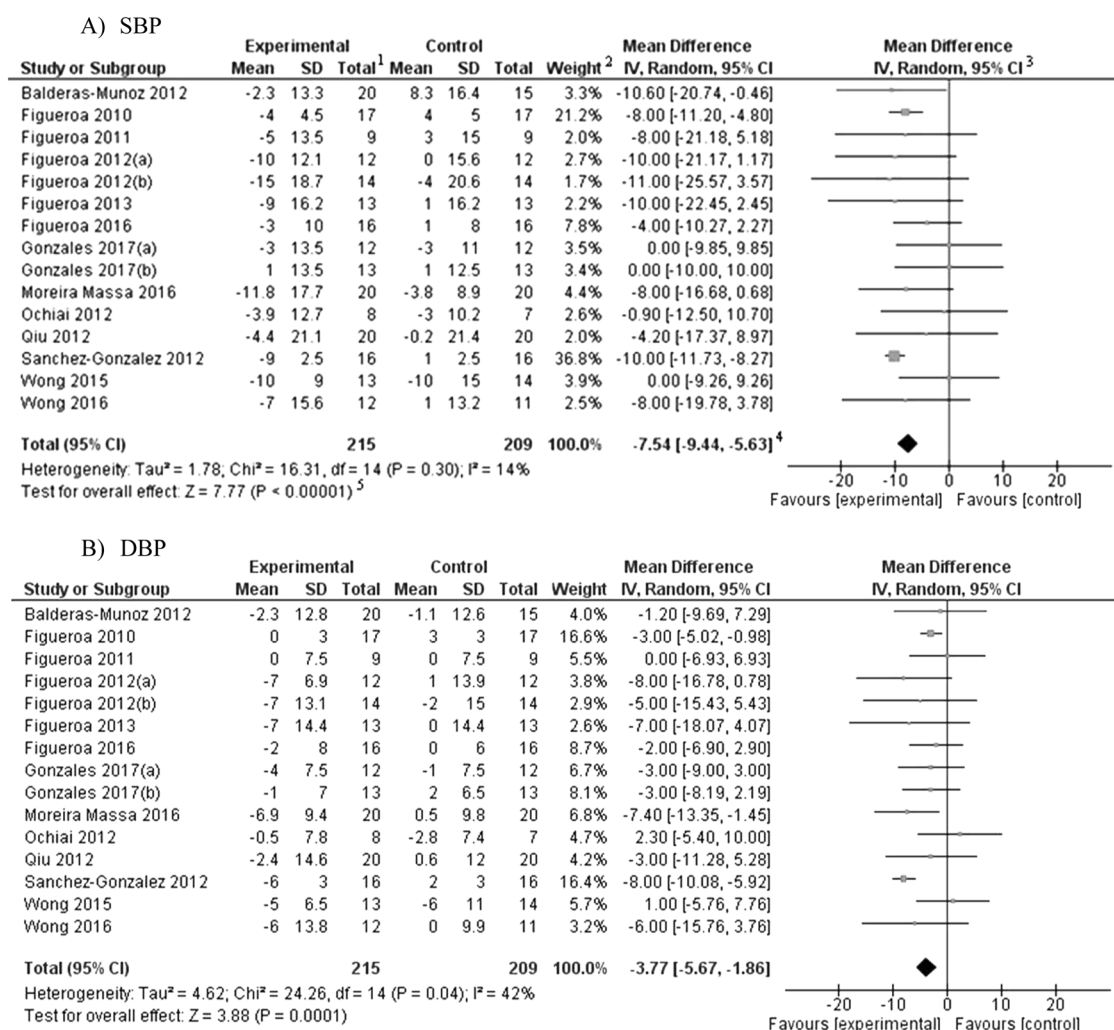 A) SBP
Experimental Control Mean Difference Mean Difference
Study or Subgroup Mean SD Total1 Mean SD Total Weight2 IV, Random, 95% CI IV, Random, 95% CI3
Balderas-Munoz 2012 -2.3 13.3 20 8.3 16.4 15 3.3% -10.60 [-20.74, -0.46]
Figueroa 2010 -4 4.5 17 4 5 17 21.2% -8.00 [-11.20, -4.80]
Figueroa 2011 -5 13.5 9 3 15 9 2.0% -8.00 [-21.18, 5.18]
Figueroa 2012(a) -10 12.1 12 0 15.6 12 2.7% -10.00 [-21.17, 1.17]
Figueroa 2012(b) -15 18.7 14 -4 20.6 14 1.7% -11.00 [-25.57, 3.57]
Figueroa 2013 -9 16.2 13 1 16.2 13 2.2% -10.00 [-22.45, 2.45]
Figueroa 2016 -3 10 16 1 8 16 7.8% -4.00 [-10.27, 2.27]
Gonzales 2017(a) -3 13.5 12 -3 11 12 3.5% 0.00 [-9.85, 9.85]
Gonzales 2017(b) 1 13.5 13 1 12.5 13 3.4% 0.00 [-10.00, 10.00]
Moreira Massa 2016 -11.8 17.7 20 -3.8 8.9 20 4.4% -8.00 [-16.68, 0.68]
Ochiai 2012 -3.9 12.7 8 -3 10.2 7 2.6% -0.90 [-12.50, 10.70]
Qiu 2012 -4.4 21.1 20 -0.2 21.4 20 2.0% -4.20 [-17.37, 8.97]
Sanchez-Gonzalez 2012 -9 2.5 16 1 2.5 16 36.8% -10.00 [-11.73, -8.27]
Wong 2015 -10 9 13 -10 15 14 3.9% 0.00 [-9.26, 9.26]
Wong 2016 -7 15.6 12 1 13.2 11 2.5% -8.00 [-19.78, 3.78]
Total (95% CI) 215 209 100.0% -7.54 [-9.44, -5.63]4
Heterogeneity: Tau² = 1.78; Chi² = 16.31, df = 14 (P = 0.30); I² = 14%
Test for overall effect: Z = 7.77 (P < 0.00001)5
-20 -10 0 10 20
Favours [experimental] Favours [control]
B) DBP
Experimental Control Mean Difference Mean Difference
Study or Subgroup Mean SD Total Mean SD Total Weight IV, Random, 95% CI IV, Random, 95% CI
Balderas-Munoz 2012 -2.3 12.8 20 -1.1 12.6 15 4.0% -1.20 [-9.69, 7.29]
Figueroa 2010 0 3 17 3 3 17 16.6% -3.00 [-5.02, -0.98]
Figueroa 2011 0 7.5 9 0 7.5 9 5.5% 0.00 [-6.93, 6.93]
Figueroa 2012(a) -7 6.9 12 1 13.9 12 3.8% -8.00 [-16.78, 0.78]
Figueroa 2012(b) -7 13.1 14 -2 15 14 2.9% -5.00 [-15.43, 5.43]
Figueroa 2013 -7 14.4 13 0 14.4 13 2.6% -7.00 [-18.07, 4.07]
Figueroa 2016 -2 8 16 0 6 16 8.7% -2.00 [-6.90, 2.90]
Gonzales 2017(a) -4 7.5 12 -1 7.5 12 6.7% -3.00 [-9.00, 3.00]
Gonzales 2017(b) -1 7 13 2 6.5 13 8.1% -3.00 [-8.19, 2.19]
Moreira Massa 2016 -6.9 9.4 20 0.5 9.8 20 6.8% -7.40 [-13.35, -1.45]
Ochiai 2012 -0.5 7.8 8 -2.8 7.4 7 4.7% 2.30 [-5.40, 10.00]
Qiu 2012 -2.4 14.6 20 0.6 12 20 4.2% -3.00 [-11.28, 5.28]
Sanchez-Gonzalez 2012 -6 3 16 2 3 16 16.4% -8.00 [-10.08, -5.92]
Wong 2015 -5 6.5 13 -6 11 14 5.7% 1.00 [-5.76, 7.76]
Wong 2016 -6 13.8 12 0 9.9 11 3.2% -6.00 [-15.76, 3.76]
Total (95% CI) 215 209 100.0% -3.77 [-5.67, -1.86]
Heterogeneity: Tau² = 4.62; Chi² = 24.26, df = 14 (P = 0.04); I² = 42%
Test for overall effect: Z = 3.88 (P = 0.0001)
-20 -10 0 10 20
Favours [experimental] Favours [control]